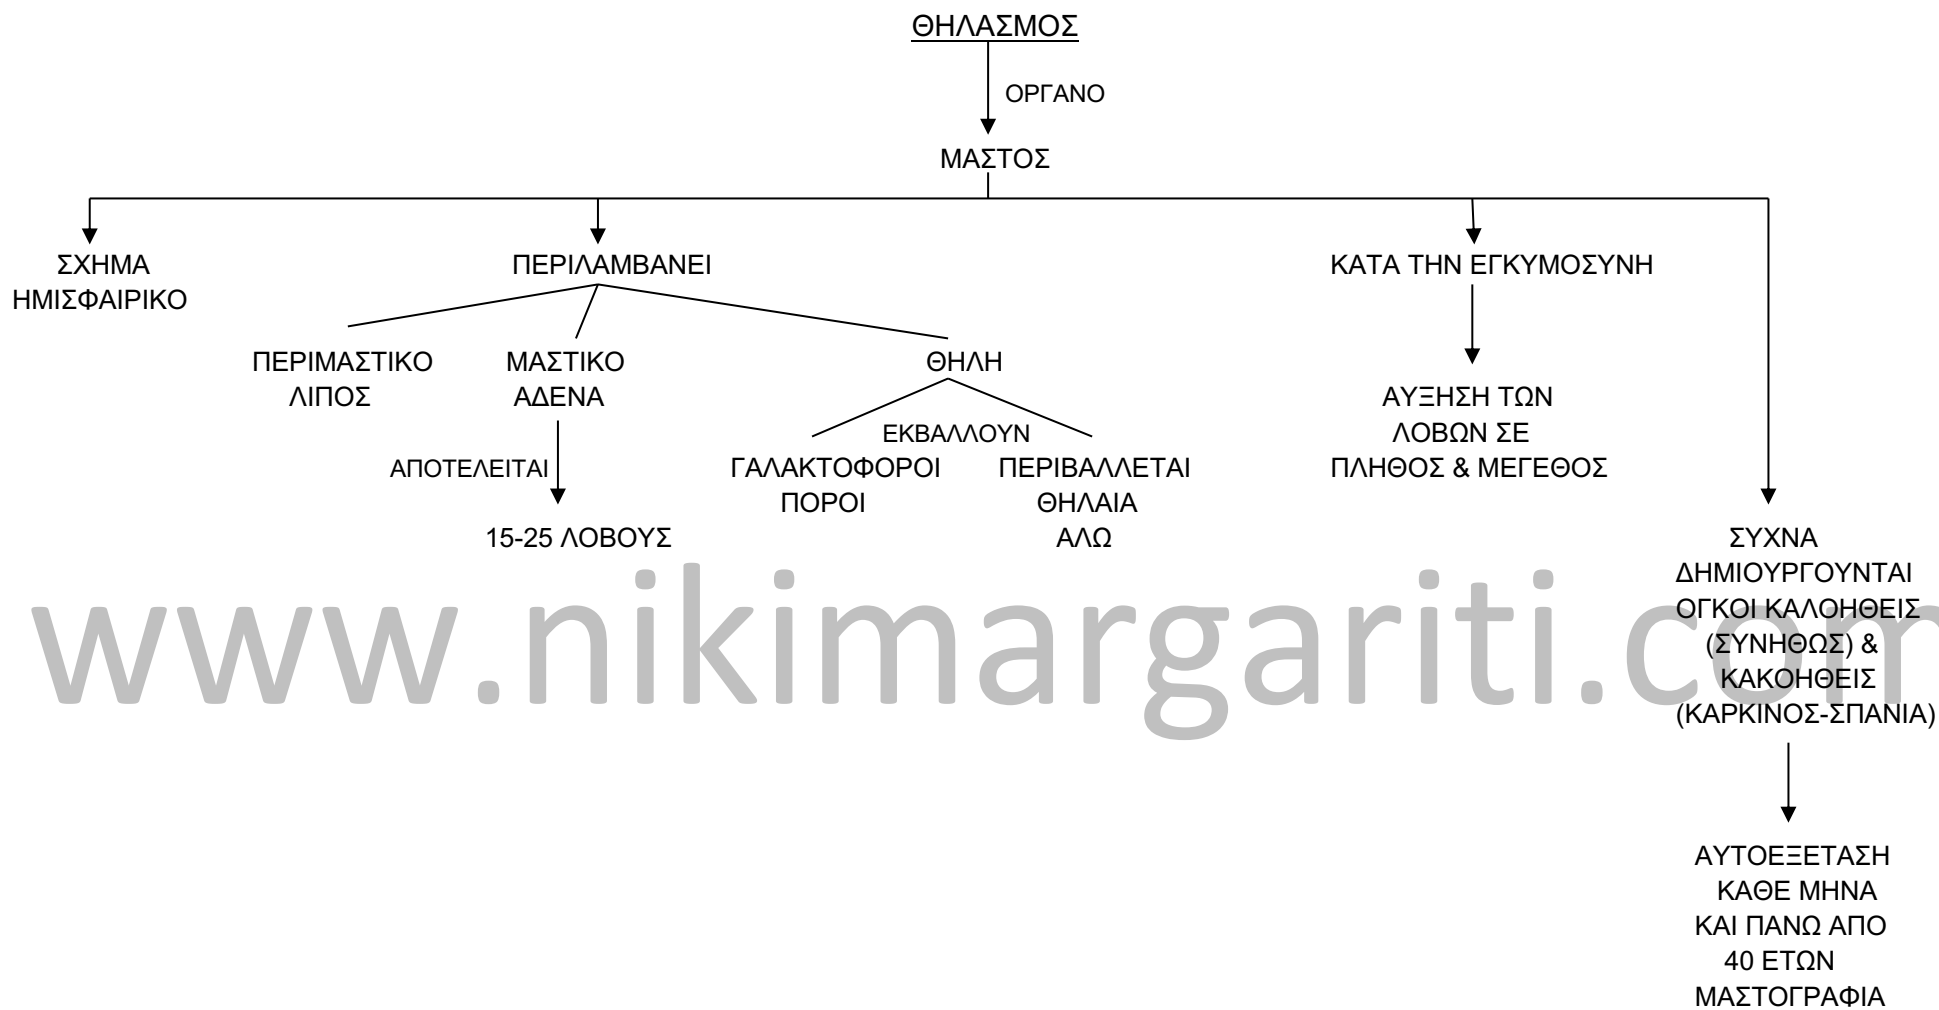 ΘΗΛΑΣΜΟΣ
ΟΡΓΑΝΟ
ΜΑΣΤΟΣ
ΣΧΗΜΑ
ΗΜΙΣΦΑΙΡΙΚΟ
ΠΕΡΙΛΑΜΒΑΝΕΙ
ΠΕΡΙΜΑΣΤΙΚΟ
ΛΙΠΟΣ
ΜΑΣΤΙΚΟ
ΑΔΕΝΑ
ΑΠΟΤΕΛΕΙΤΑΙ
15-25 ΛΟΒΟΥΣ
ΘΗΛΗ
ΕΚΒΑΛΛΟΥΝ
ΓΑΛΑΚΤΟΦΟΡΟΙ
ΠΟΡΟΙ
ΠΕΡΙΒΑΛΛΕΤΑΙ
ΘΗΛΑΙΑ
ΑΛΩ
ΚΑΤΑ ΤΗΝ ΕΓΚΥΜΟΣΥΝΗ
ΑΥΞΗΣΗ ΤΩΝ
ΛΟΒΩΝ ΣΕ
ΠΛΗΘΟΣ & ΜΕΓΕΘΟΣ
ΣΥΧΝΑ
ΔΗΜΙΟΥΡΓΟΥΝΤΑΙ
ΟΓΚΟΙ ΚΑΛΟΗΘΕΙΣ
(ΣΥΝΗΘΩΣ) &
ΚΑΚΟΗΘΕΙΣ
(ΚΑΡΚΙΝΟΣ-ΣΠΑΝΙΑ)
ΑΥΤΟΕΞΕΤΑΣΗ
ΚΑΘΕ ΜΗΝΑ
ΚΑΙ ΠΑΝΩ ΑΠΟ
40 ΕΤΩΝ
ΜΑΣΤΟΓΡΑΦΙΑ
www.nikimargariti.com